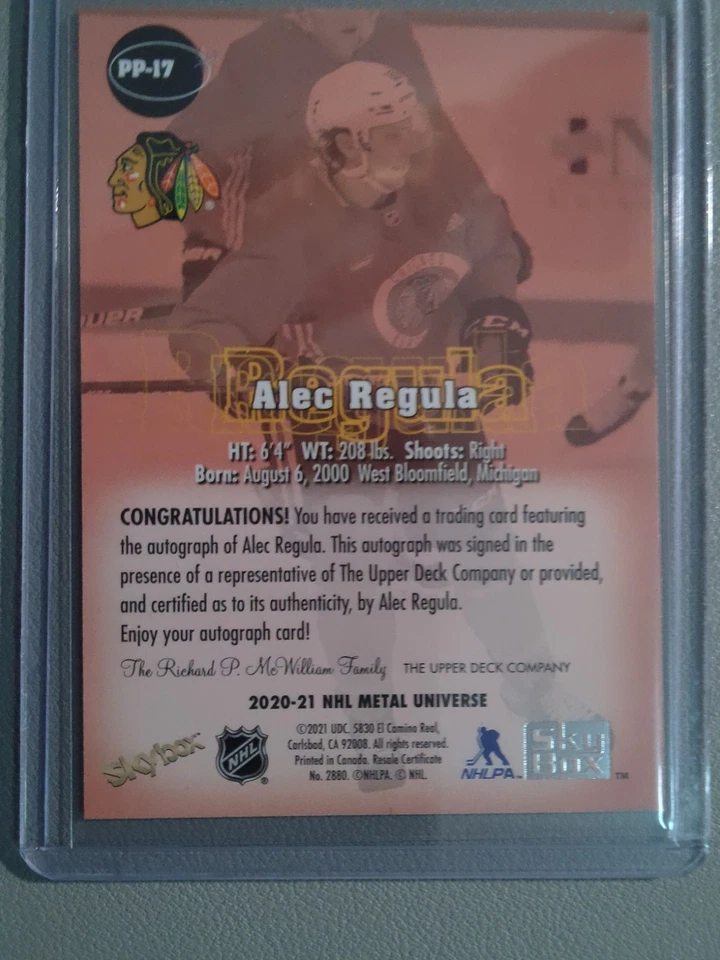 PP-17
UPER
CCM
Regula
Alec Regula
HT: 6'4" WT: 208 lbs. Shoots: Right
Born: August 6, 2000 West Bloomfield, Michigan
CONGRATULATIONS! You have received a trading card featuring
the autograph of Alec Regula. This autograph was signed in the
presence of a representative of The Upper Deck Company or provided,
and certified as to its authenticity, by Alec Regula.
Enjoy your autograph card!
The Richard P. McWilliam Family THE UPPER DECK COMPANY
2020-21 NHL METAL UNIVERSE
skybox
NHL
©2021 UDC. 5830 El Camino Real,
Carlsbad, CA 92008. All rights reserved.
Printed in Canada. Resale Certificate
No. 2880. ©NHLPA. © NHL.
NHLPA™
SkyBox™